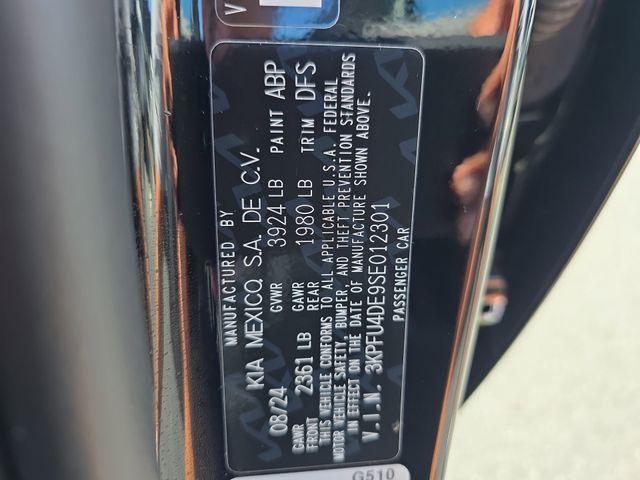 V
MANUFACTURED BY
KIA MEXICO, S.A. DE C.V.
08/24 GVWR 3924 LB PAINT ABP
GAWR FRONT 2361 LB GAWR REAR 1980 LB TRIM DFS
THIS VEHICLE CONFORMS TO ALL APPLICABLE U.S.A. FEDERAL
MOTOR VEHICLE SAFETY, BUMPER, AND THEFT PREVENTION STANDARDS
IN EFFECT ON THE DATE OF MANUFACTURE SHOWN ABOVE.
V.I.N. 3KPFU4DE9SE012301
PASSENGER CAR
G510